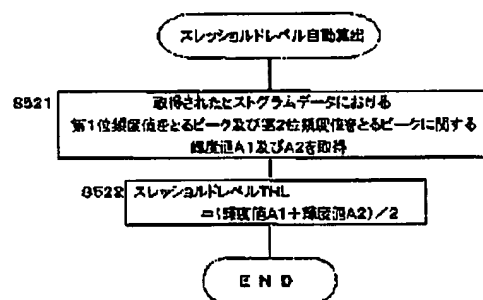 スレッショルドレベル自動算出
S521
取得されたヒストグラムデータにおける
第1位頻度値をとるピーク及び第2位頻度値をとるピークに関する
輝度値A1及びA2を取得
S522
スレッショルドレベルTHL
=(輝度値A1+輝度値A2)/2
END